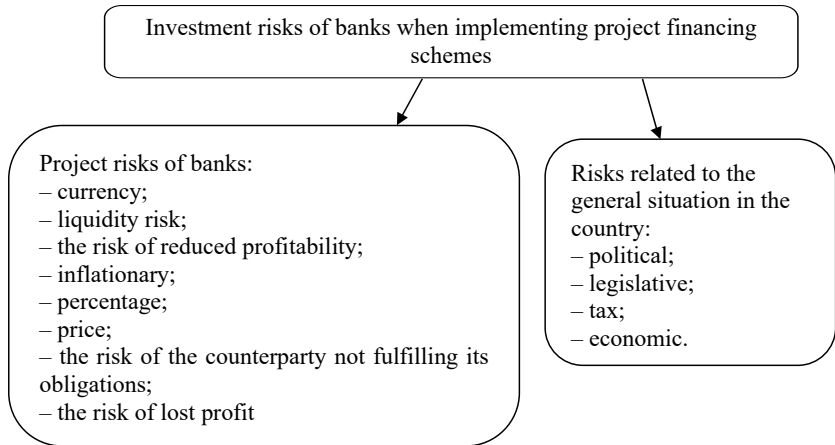 Investment risks of banks when implementing project financing
schemes
Project risks of banks:
– currency;
– liquidity risk;
– the risk of reduced profitability;
– inflationary;
– percentage;
– price;
– the risk of the counterparty not fulfilling its
obligations;
– the risk of lost profit
Risks related to the
general situation in the
country:
– political;
– legislative;
– tax;
– economic.